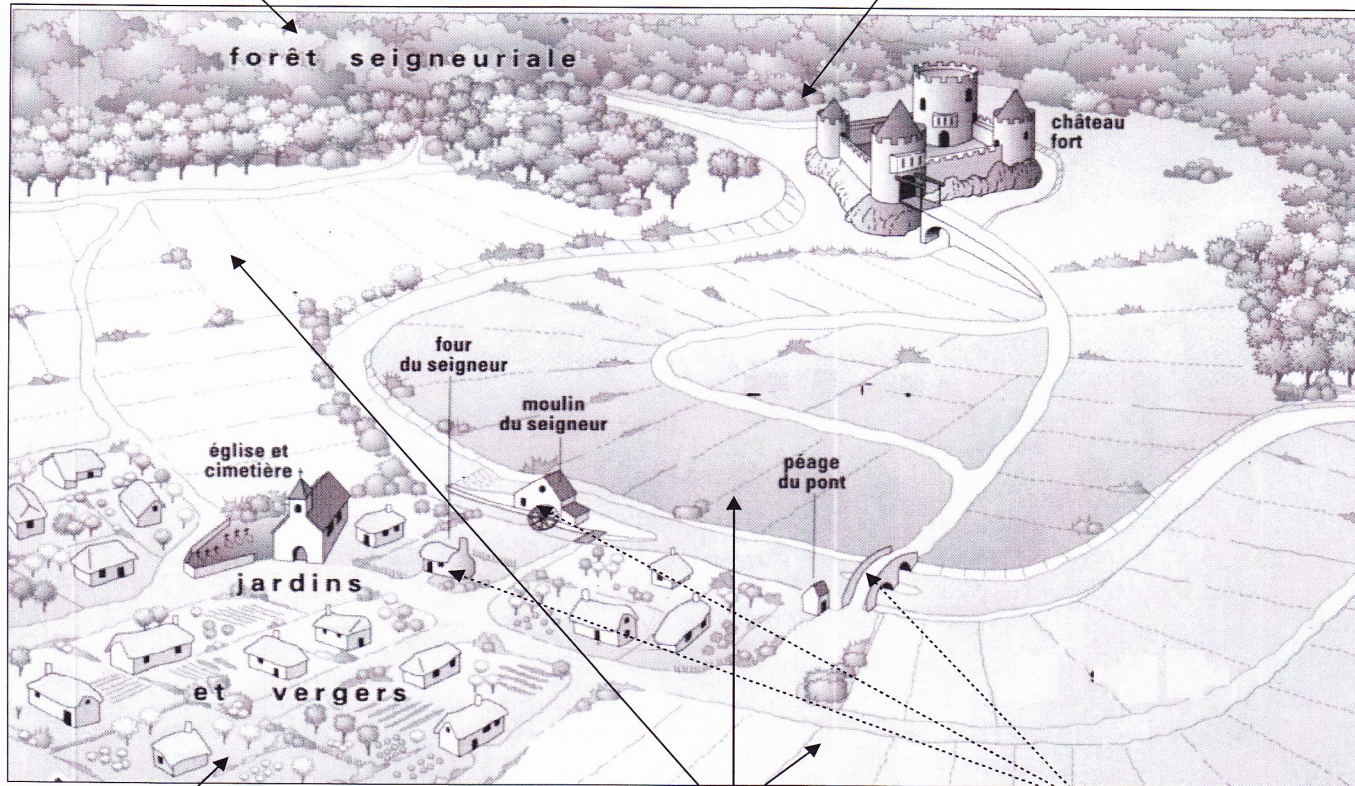 forêt seigneuriale
château
fort
four
du seigneur
moulin
du seigneur
église et
cimetière
péage
du pont
jardins
et vergers